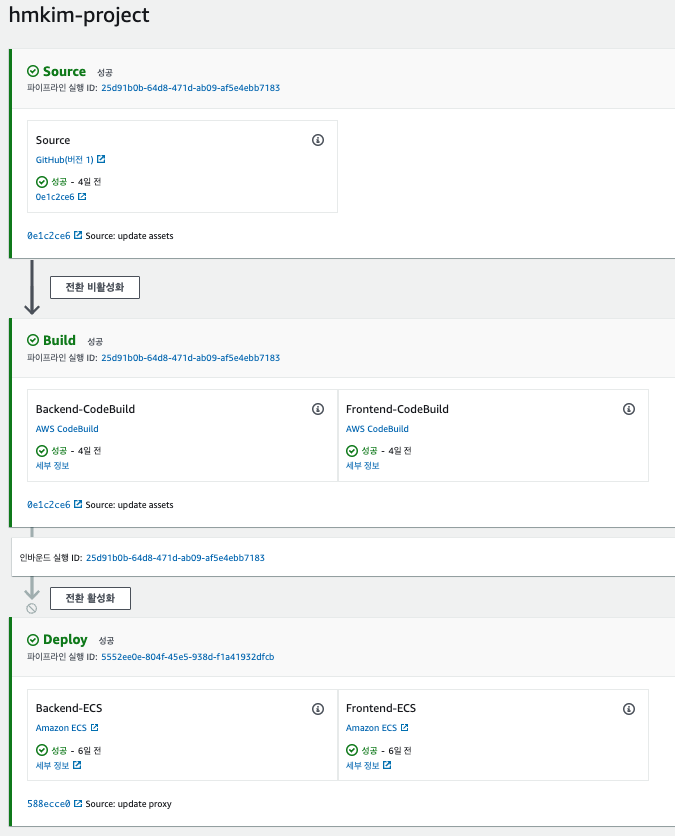 hmkim-project
Source 성공
파이프라인 실행 ID: 25d91b0b-64d8-471d-ab09-af5e4ebb7183
Source
GitHub(버전 1)
성공 - 4일 전
0e1c2ce6
0e1c2ce6 Source: update assets
전환 비활성화
Build 성공
파이프라인 실행 ID: 25d91b0b-64d8-471d-ab09-af5e4ebb7183
Backend-CodeBuild
AWS CodeBuild
성공 - 4일 전
세부 정보
Frontend-CodeBuild
AWS CodeBuild
성공 - 4일 전
세부 정보
0e1c2ce6 Source: update assets
인바운드 실행 ID: 25d91b0b-64d8-471d-ab09-af5e4ebb7183
전환 활성화
Deploy 성공
파이프라인 실행 ID: 5552ee0e-804f-45e5-938d-f1a41932dfcb
Backend-ECS
Amazon ECS
성공 - 6일 전
세부 정보
Frontend-ECS
Amazon ECS
성공 - 6일 전
세부 정보
588ecce0 Source: update proxy